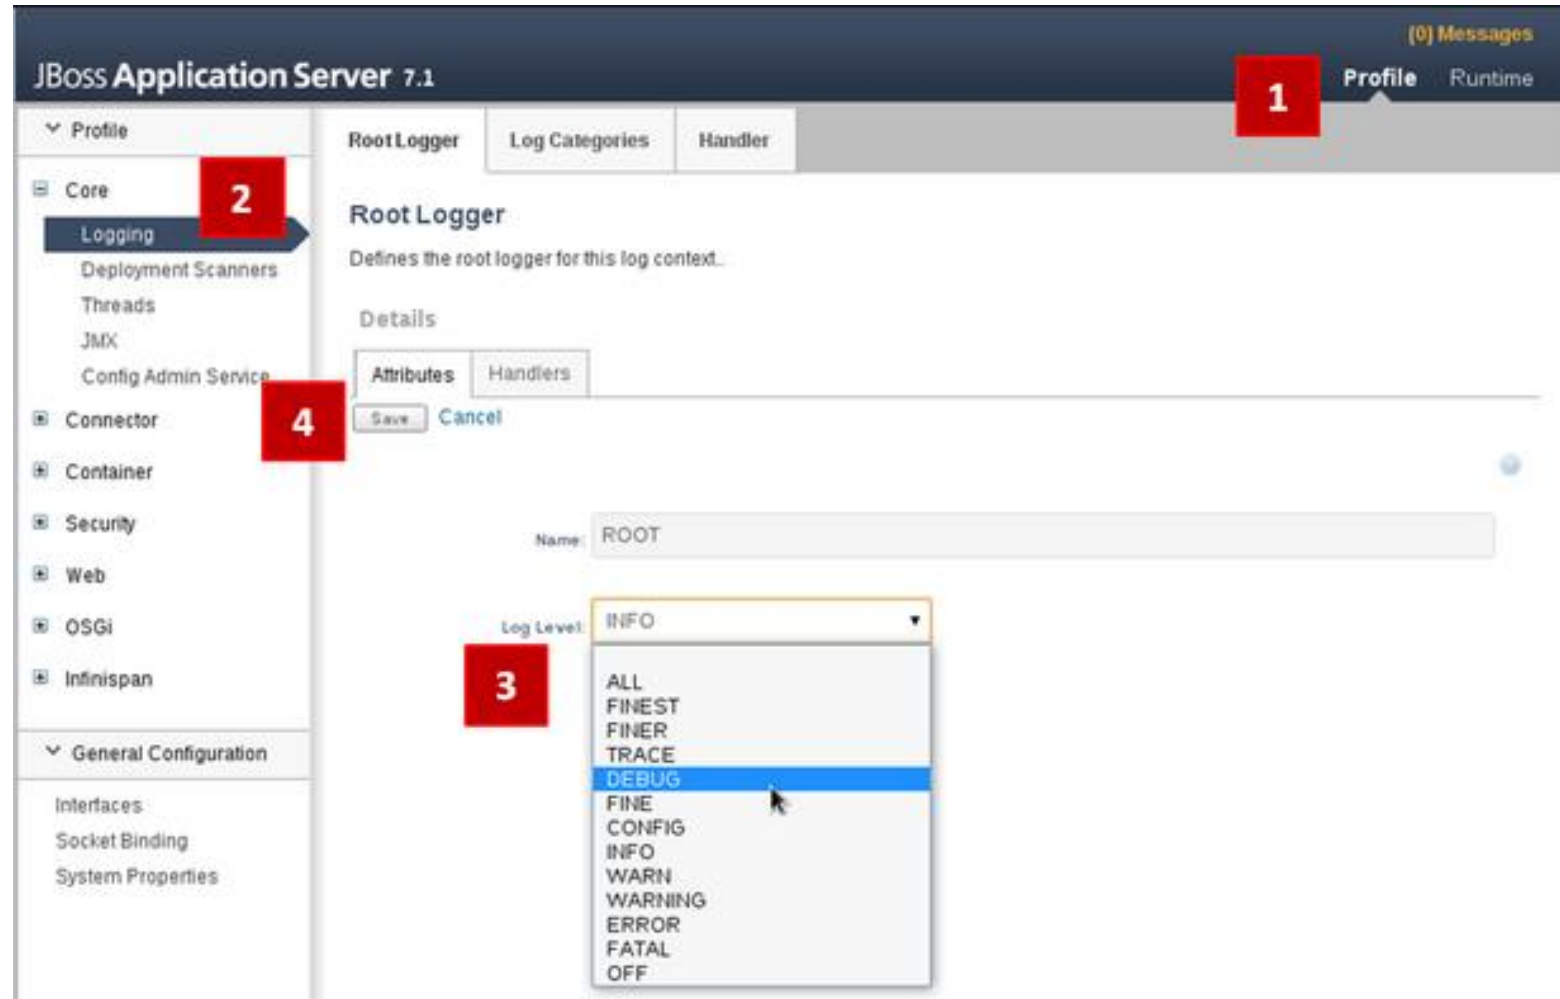 (0) Messages
JBoss Application Server 7.1
1
Profile Runtime
Profile
Root Logger Log Categories Handler
Core
2
Logging
Deployment Scanners
Threads
JMX
Config Admin Service
Connector
Container
Security
Web
OSGi
Infinispan
General Configuration
Interfaces
Socket Binding
System Properties
Root Logger
Defines the root logger for this log context..
Details
Attributes Handlers
4
Save Cancel
Name: ROOT
Log Level: INFO
3
ALL
FINEST
FINER
TRACE
DEBUG
FINE
CONFIG
INFO
WARN
WARNING
ERROR
FATAL
OFF